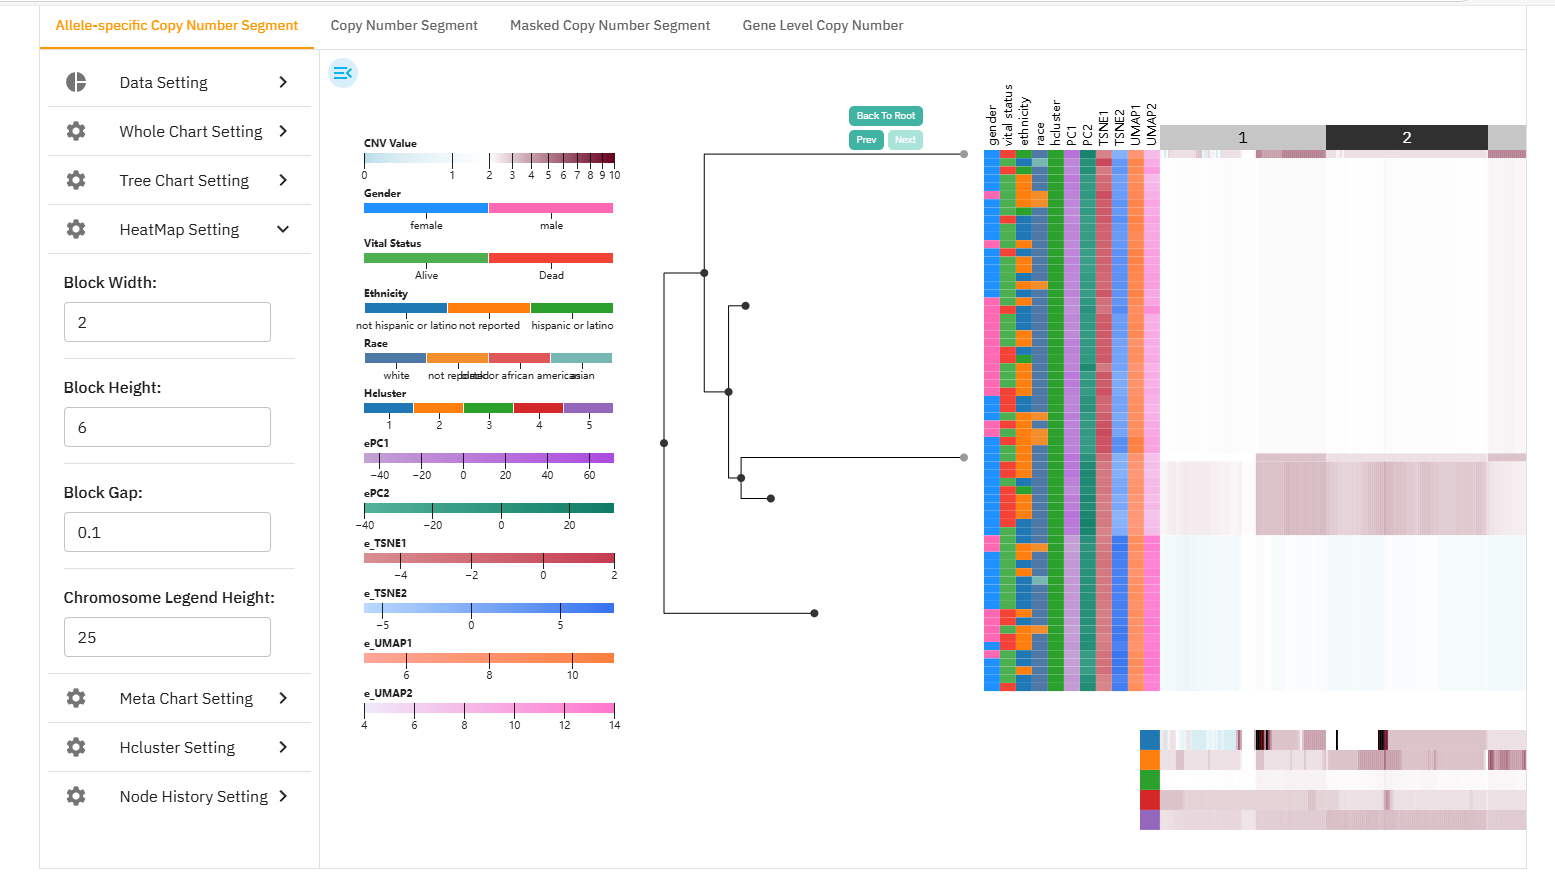 Allele-specific Copy Number Segment
Copy Number Segment
Masked Copy Number Segment
Gene Level Copy Number
Data Setting
Whole Chart Setting
Tree Chart Setting
HeatMap Setting
Block Width:
2
Block Height:
6
Block Gap:
0.1
Chromosome Legend Height:
25
Meta Chart Setting
Hcluster Setting
Node History Setting
CNV Value
0 1 2 3 4 5 6 7 8 9 10
Gender
female male
Vital Status
Alive Dead
Ethnicity
not hispanic or latino not reported hispanic or latino
Race
white not reported black or african american asian
Hcluster
1 2 3 4 5
ePC1
−40 −20 0 20 40 60
ePC2
−40 −20 0 20
e_TSNE1
−4 −2 0 2
e_TSNE2
−5 0 5
e_UMAP1
6 8 10
e_UMAP2
4 6 8 10 12 14
Back To Root
Prev Next
gender
vital status
ethnicity
race
hcluster
PC1
PC2
TSNE1
TSNE2
UMAP1
UMAP2
1 2